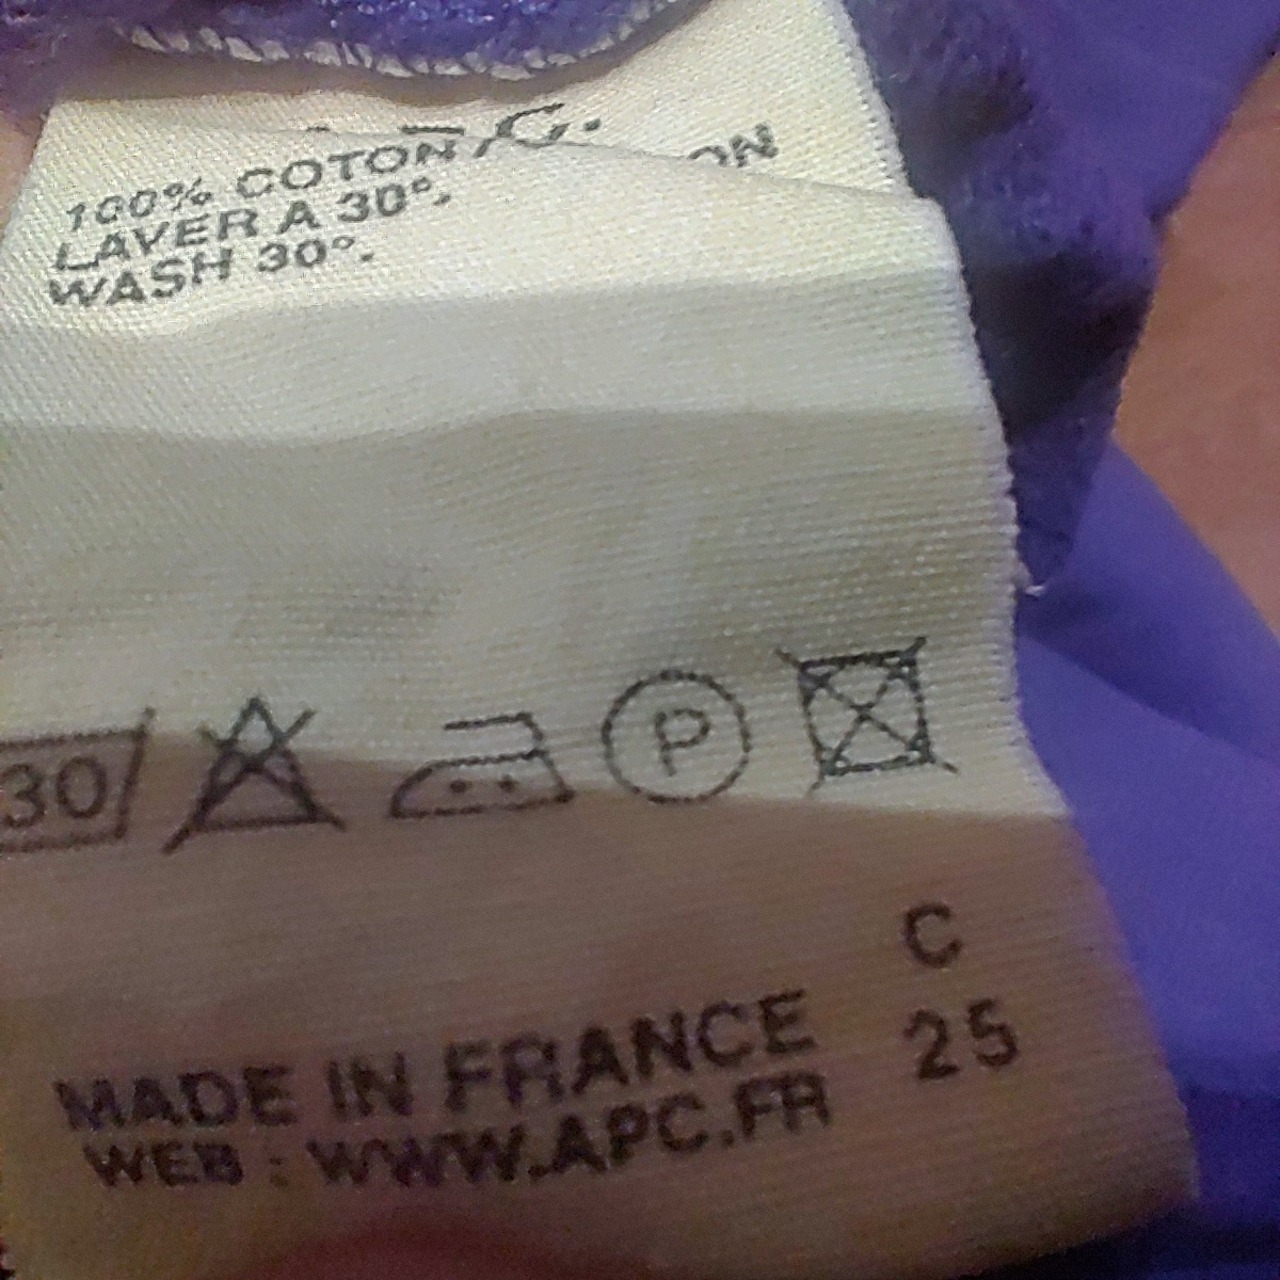 100% COTON
LAVER A 30°.
WASH 30°.
30
P
C
25
MADE IN FRANCE
WEB : WWW.APC.FR